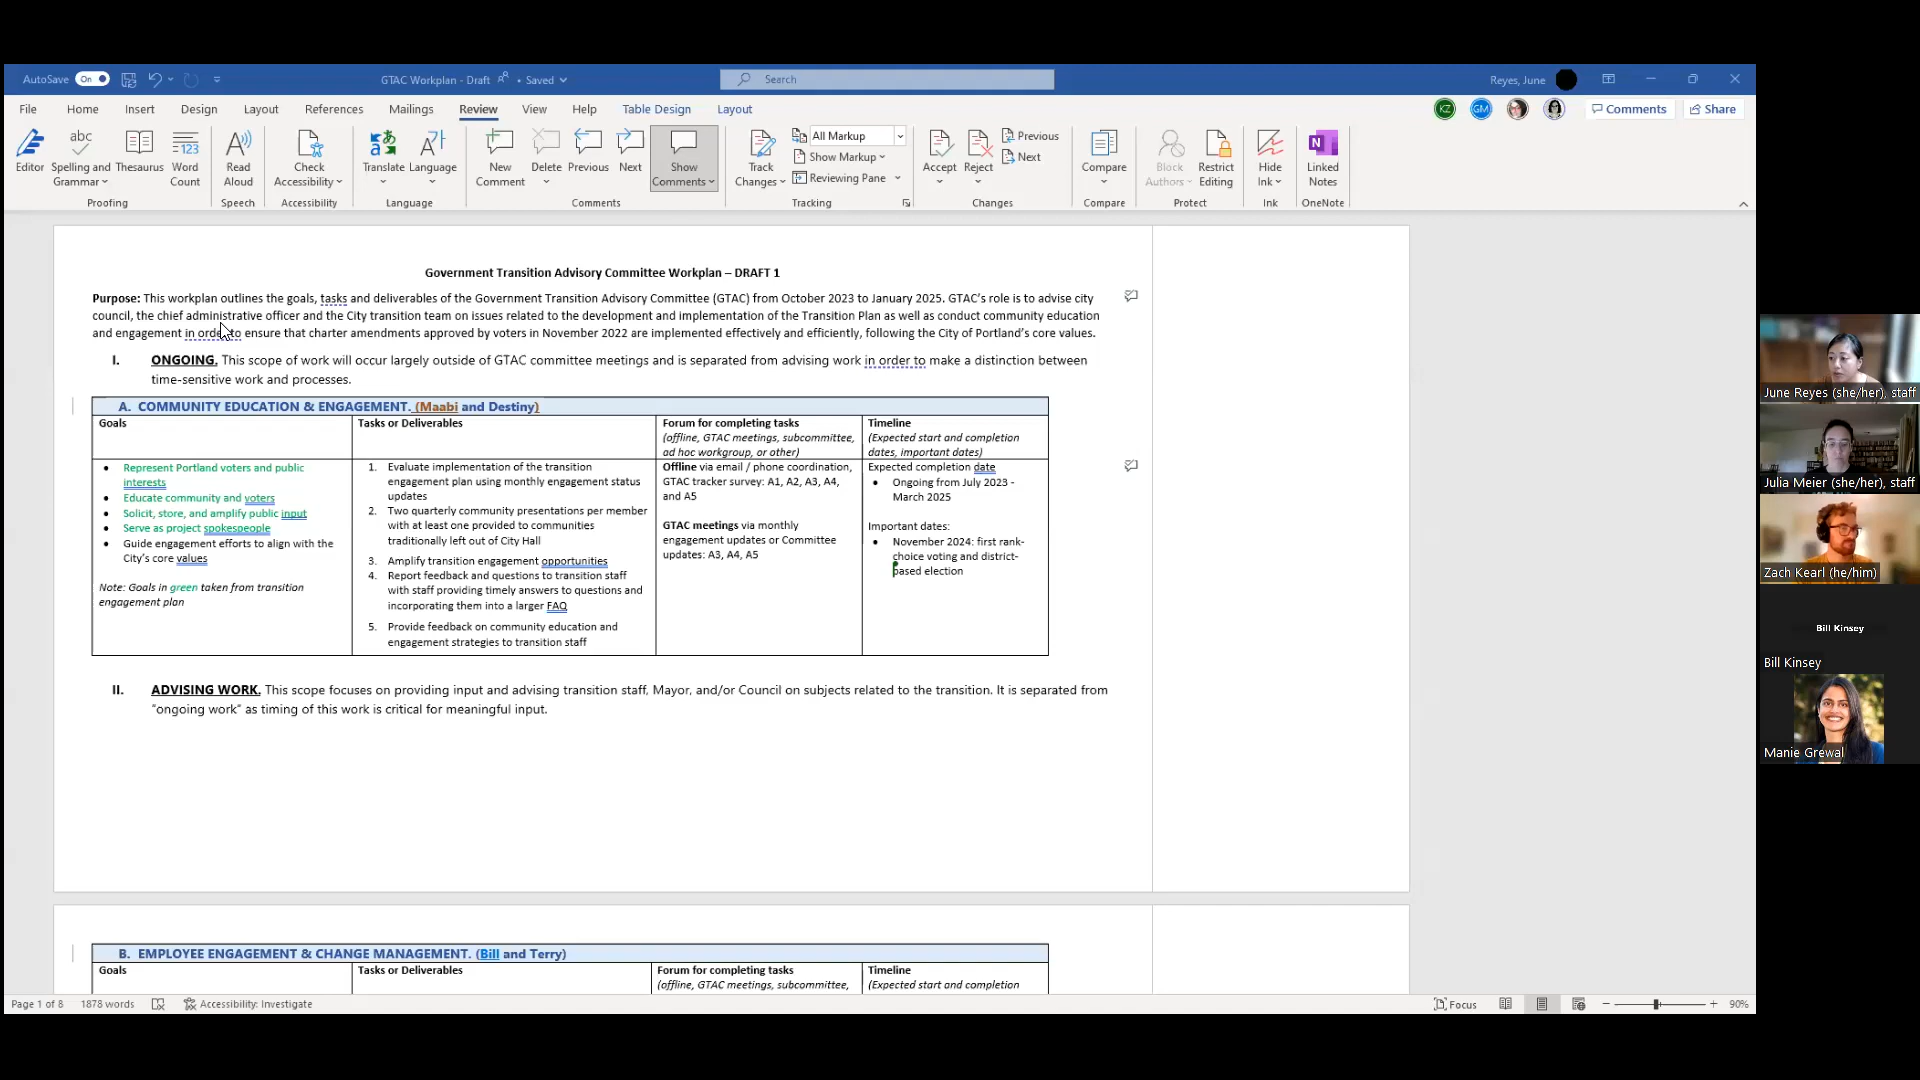 AutoSave On GTAC Workplan - Draft • Saved Search Reyes, June
File Home Insert Design Layout References Mailings Review View Help Table Design Layout KZ GM Comments Share
Editor Spelling and Grammar Thesaurus Word Count Read Aloud Check Accessibility Translate Language New Comment Delete Previous Next Show Comments Track Changes All Markup Show Markup Reviewing Pane Accept Reject Previous Next Compare Block Authors Restrict Editing Hide Ink Linked Notes
Proofing Speech Accessibility Language Comments Tracking Changes Compare Protect Ink OneNote
Government Transition Advisory Committee Workplan – DRAFT 1
Purpose: This workplan outlines the goals, tasks and deliverables of the Government Transition Advisory Committee (GTAC) from October 2023 to January 2025. GTAC's role is to advise city
council, the chief administrative officer and the City transition team on issues related to the development and implementation of the Transition Plan as well as conduct community education
and engagement in order to ensure that charter amendments approved by voters in November 2022 are implemented effectively and efficiently, following the City of Portland's core values.
I. ONGOING. This scope of work will occur largely outside of GTAC committee meetings and is separated from advising work in order to make a distinction between
time-sensitive work and processes.
A. COMMUNITY EDUCATION & ENGAGEMENT. (Maabi and Destiny)
Goals
Tasks or Deliverables
Forum for completing tasks
(offline, GTAC meetings, subcommittee,
ad hoc workgroup, or other)
Timeline
(Expected start and completion
dates, important dates)
• Represent Portland voters and public
interests
• Educate community and voters
• Solicit, store, and amplify public input
• Serve as project spokespeople
• Guide engagement efforts to align with the
City's core values
Note: Goals in green taken from transition
engagement plan
1. Evaluate implementation of the transition
engagement plan using monthly engagement status
updates
2. Two quarterly community presentations per member
with at least one provided to communities
traditionally left out of City Hall
3. Amplify transition engagement opportunities
4. Report feedback and questions to transition staff
with staff providing timely answers to questions and
incorporating them into a larger FAQ
5. Provide feedback on community education and
engagement strategies to transition staff
Offline via email / phone coordination,
GTAC tracker survey: A1, A2, A3, A4,
and A5
GTAC meetings via monthly
engagement updates or Committee
updates: A3, A4, A5
Expected completion date
• Ongoing from July 2023 -
March 2025
Important dates:
• November 2024: first rank-
choice voting and district-
based election
II. ADVISING WORK. This scope focuses on providing input and advising transition staff, Mayor, and/or Council on subjects related to the transition. It is separated from
"ongoing work" as timing of this work is critical for meaningful input.
B. EMPLOYEE ENGAGEMENT & CHANGE MANAGEMENT. (Bill and Terry)
Goals
Tasks or Deliverables
Forum for completing tasks
(offline, GTAC meetings, subcommittee,
Timeline
(Expected start and completion
Page 1 of 8 1878 words Accessibility: Investigate Focus 90%
June Reyes (she/her), staff
Julia Meier (she/her), staff
Zach Kearl (he/him)
Bill Kinsey
Bill Kinsey
Manie Grewal